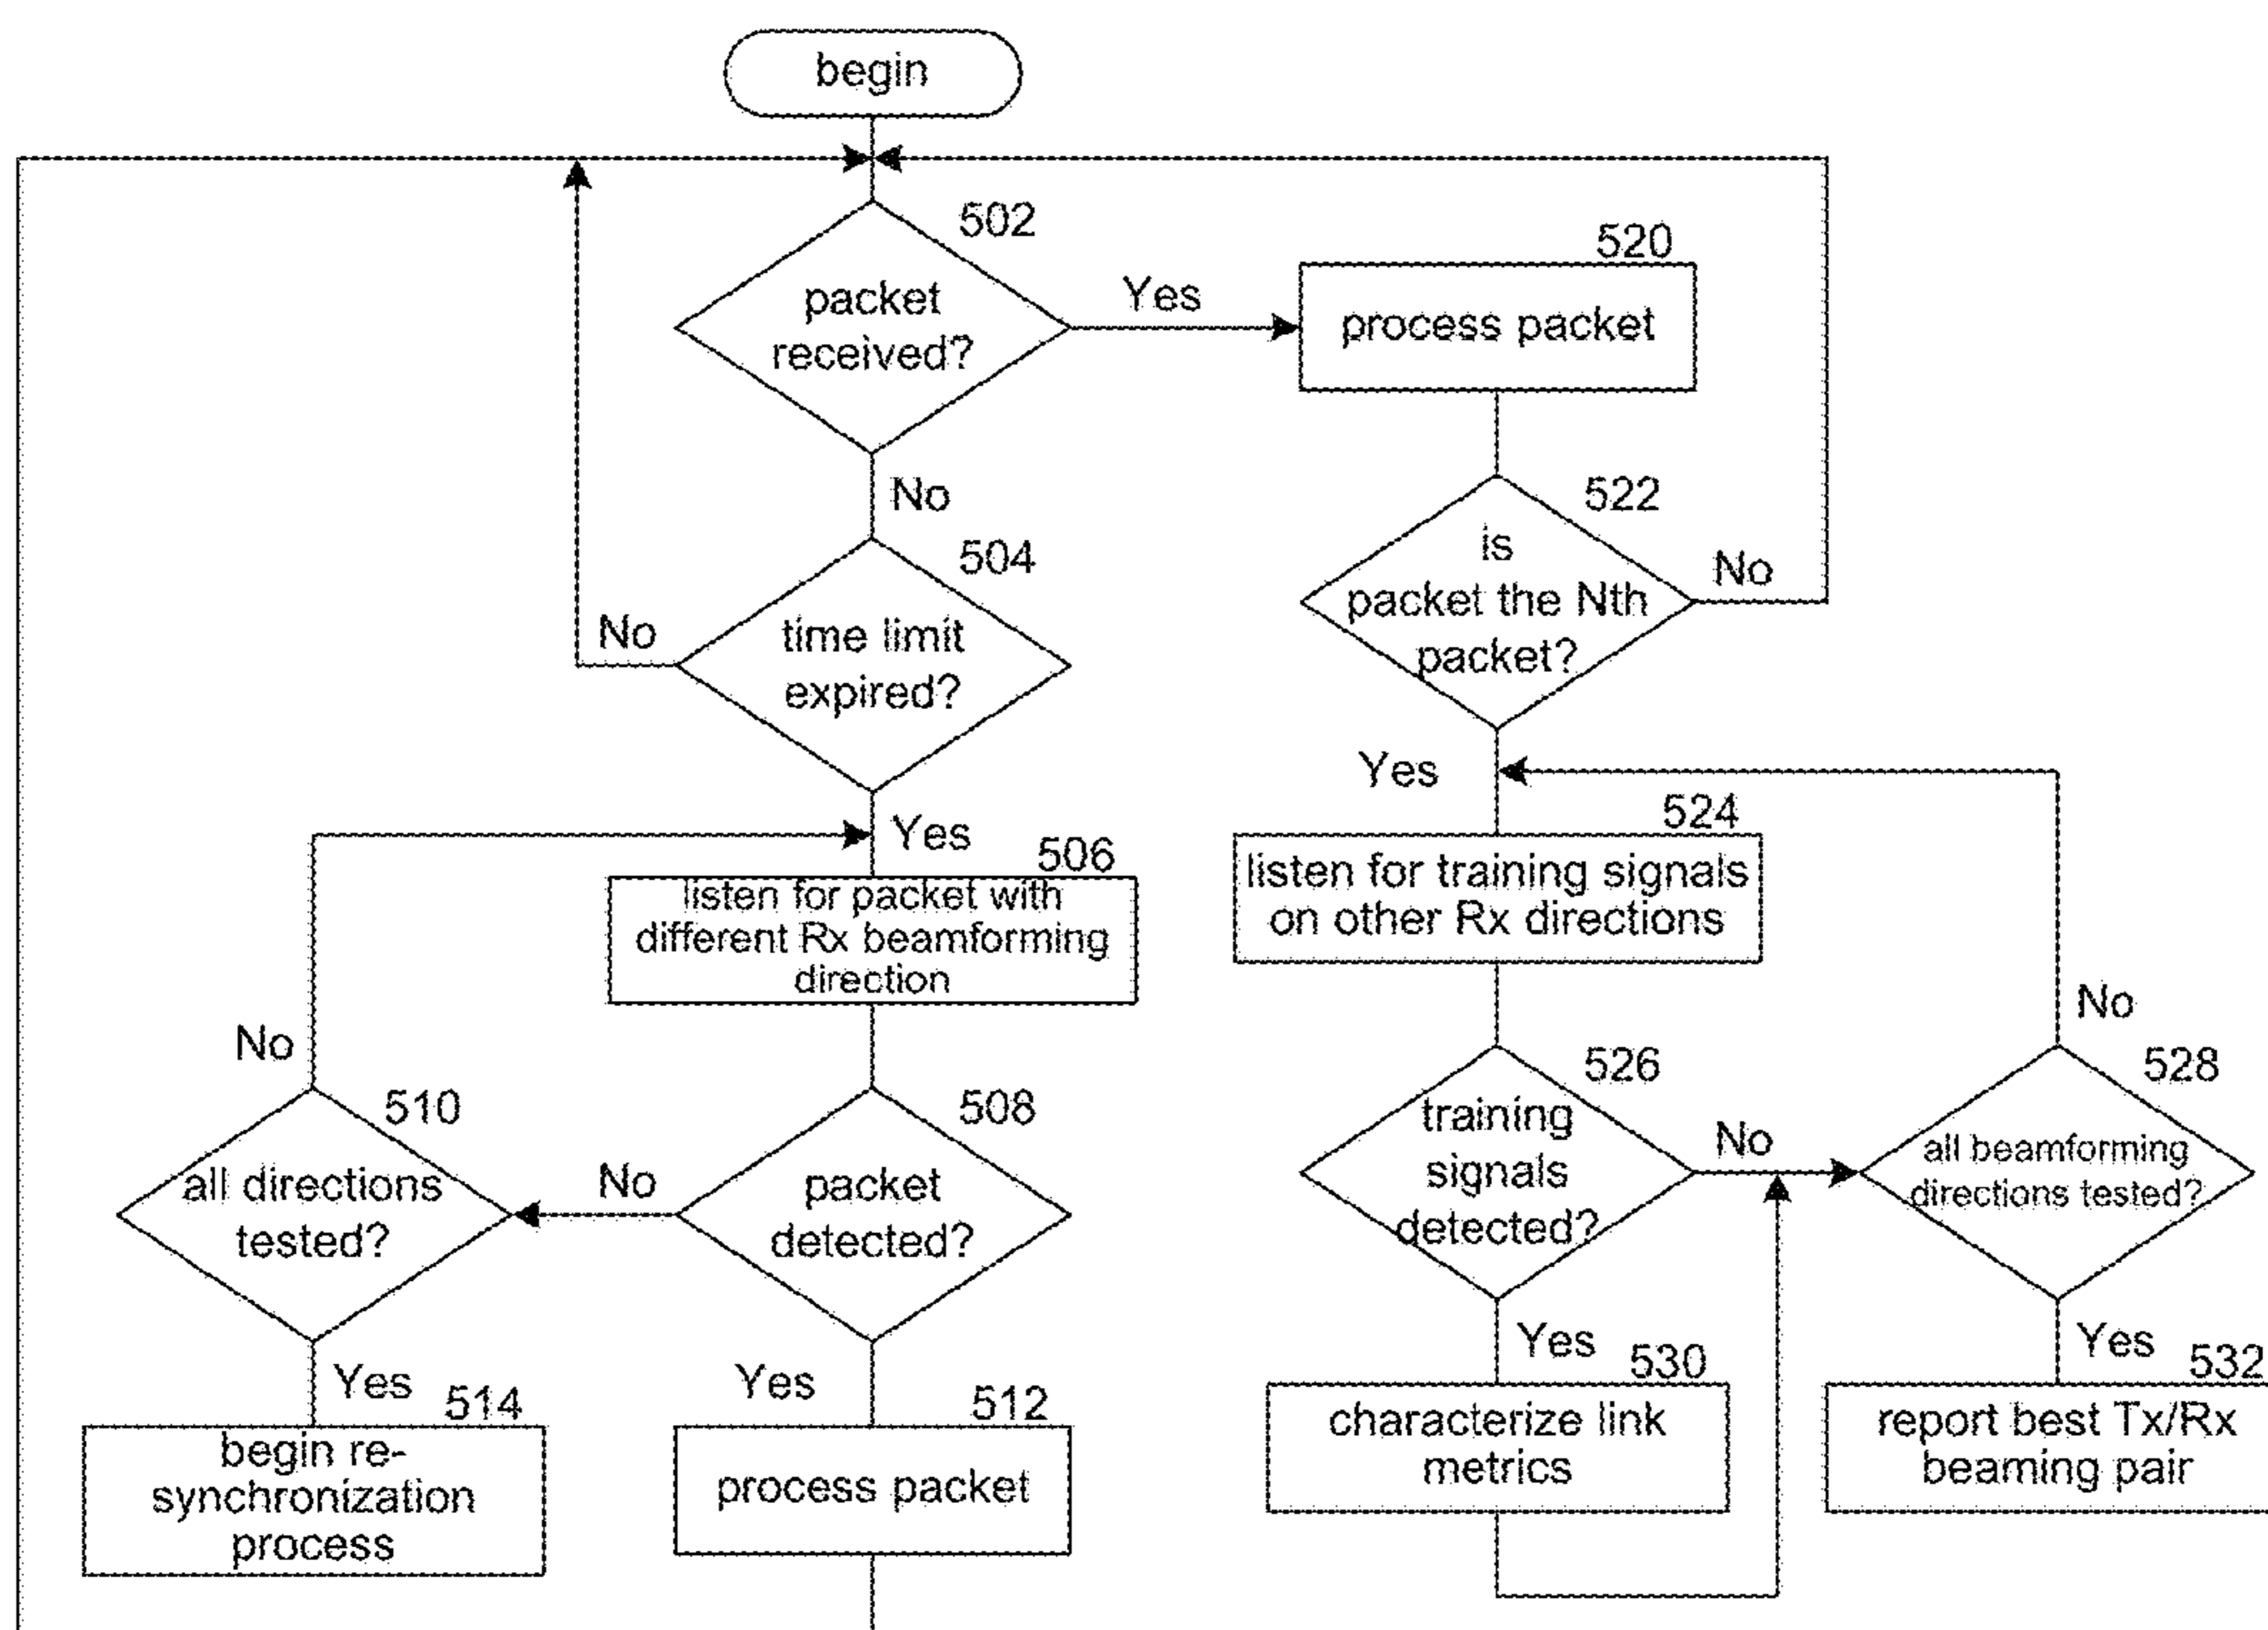 begin
502
packet
received?
Yes
520
process packet
No
522
is
packet the Nth
packet?
No
504
time limit
expired?
No
Yes
506
listen for packet with
different Rx beamforming
direction
Yes
524
listen for training signals
on other Rx directions
No
510
all directions
tested?
No
508
packet
detected?
526
training
signals
detected?
No
No
528
all beamforming
directions tested?
Yes
514
begin re-
synchronization
process
Yes
512
process packet
Yes
530
characterize link
metrics
Yes
532
report best Tx/Rx
beaming pair